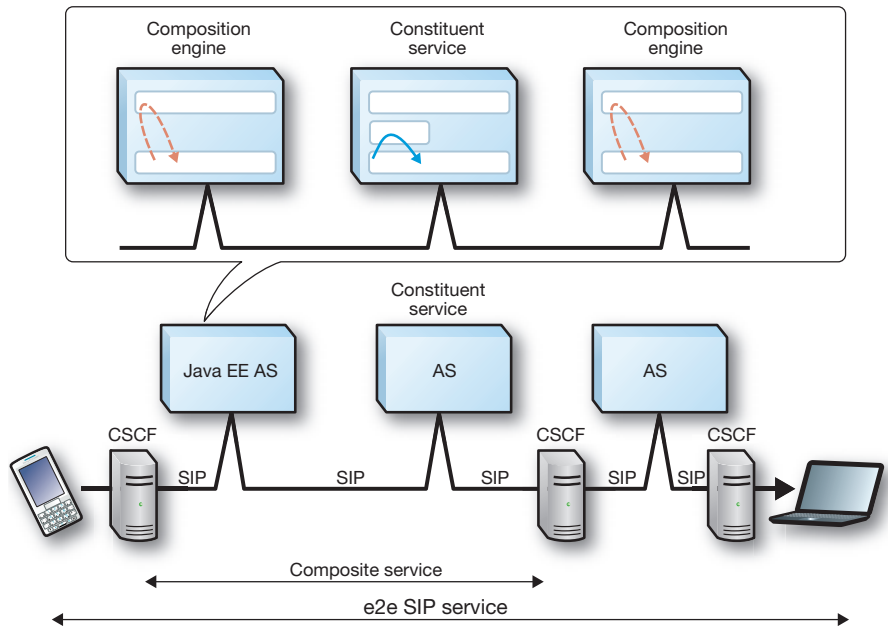 Composition
engine
Constituent
service
Composition
engine
Constituent
service
Java EE AS
AS
AS
CSCF
CSCF
CSCF
SIP
SIP
SIP
SIP
SIP
Composite service
e2e SIP service